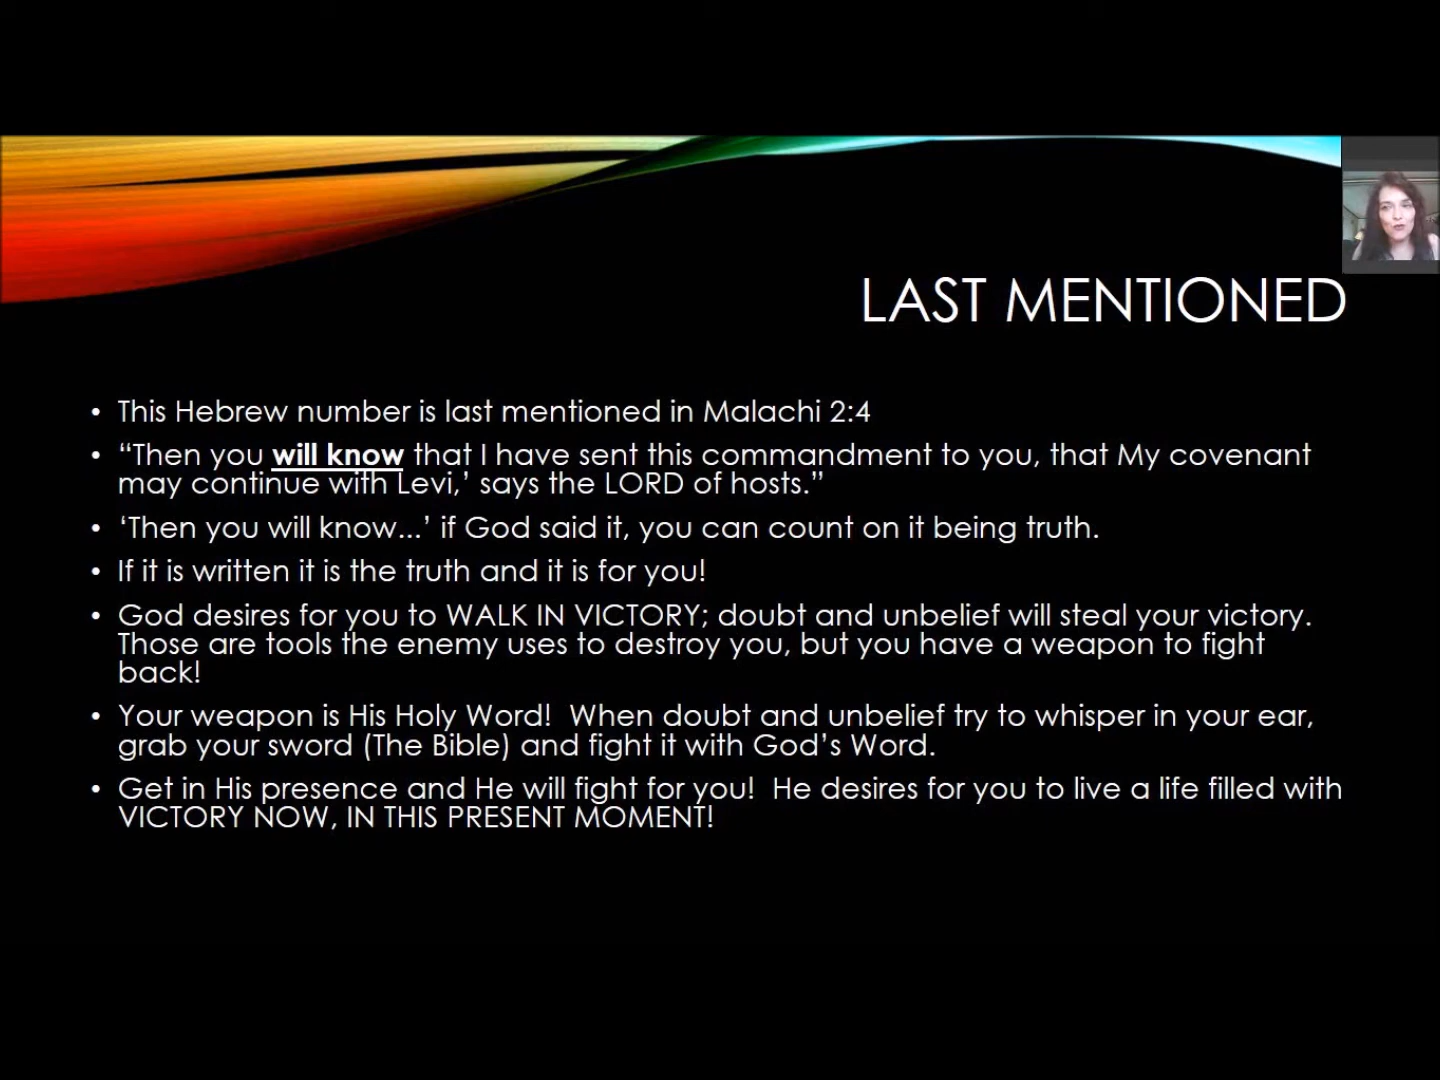 LAST MENTIONED
• This Hebrew number is last mentioned in Malachi 2:4
• “Then you will know that I have sent this commandment to you, that My covenant
may continue with Levi,’ says the LORD of hosts.”
• ‘Then you will know...’ if God said it, you can count on it being truth.
• If it is written it is the truth and it is for you!
• God desires for you to WALK IN VICTORY; doubt and unbelief will steal your victory.
Those are tools the enemy uses to destroy you, but you have a weapon to fight
back!
• Your weapon is His Holy Word!  When doubt and unbelief try to whisper in your ear,
grab your sword (The Bible) and fight it with God’s Word.
• Get in His presence and He will fight for you!  He desires for you to live a life filled with
VICTORY NOW, IN THIS PRESENT MOMENT!